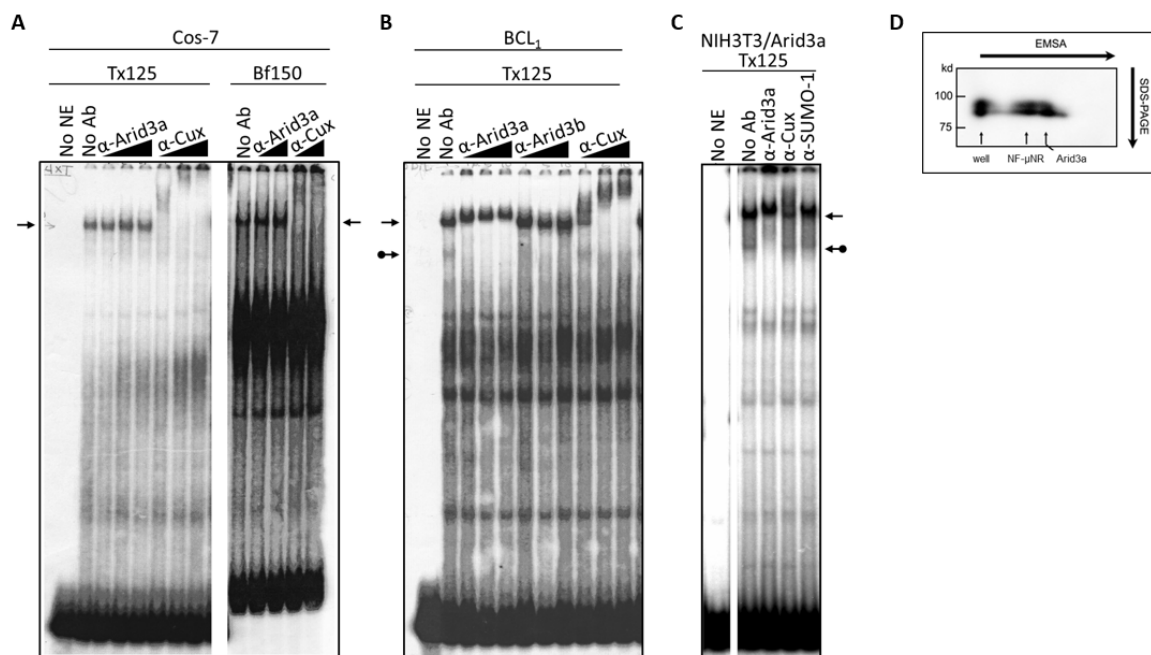 A
Cos-7
Tx125
Bf150
No NE
No Ab
α-Arid3a
α-Cux
No Ab
α-Arid3a
α-Cux
B
BCL₁
Tx125
No NE
No Ab
α-Arid3a
α-Arid3b
α-Cux
C
NIH3T3/Arid3a
Tx125
No NE
No Ab
α-Arid3a
α-Cux
α-SUMO-1
D
EMSA
kd
100
75
SDS-PAGE
well
NF-μNR
Arid3a